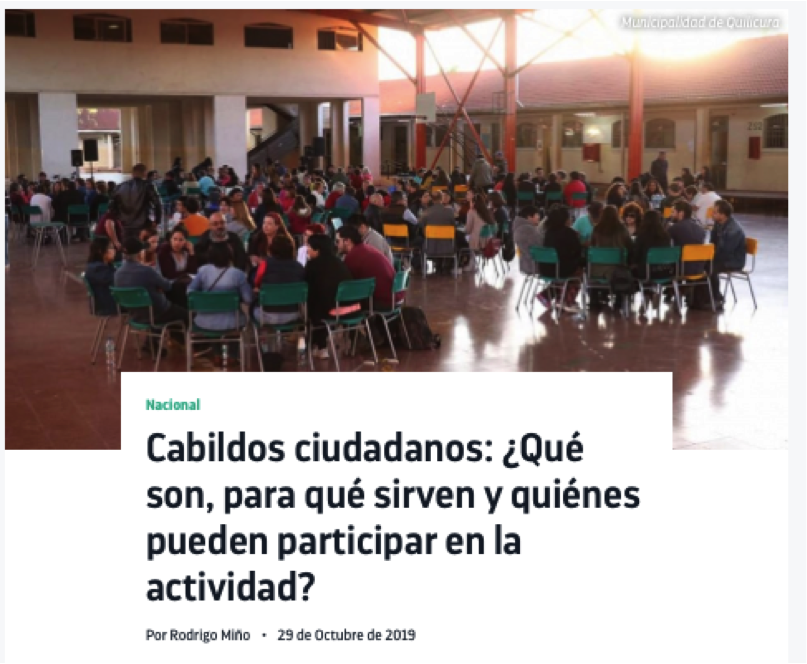 Municipalidad de Quilicura
Nacional
Cabildos ciudadanos: ¿Qué
son, para qué sirven y quiénes
pueden participar en la
actividad?
Por Rodrigo Miño • 29 de Octubre de 2019